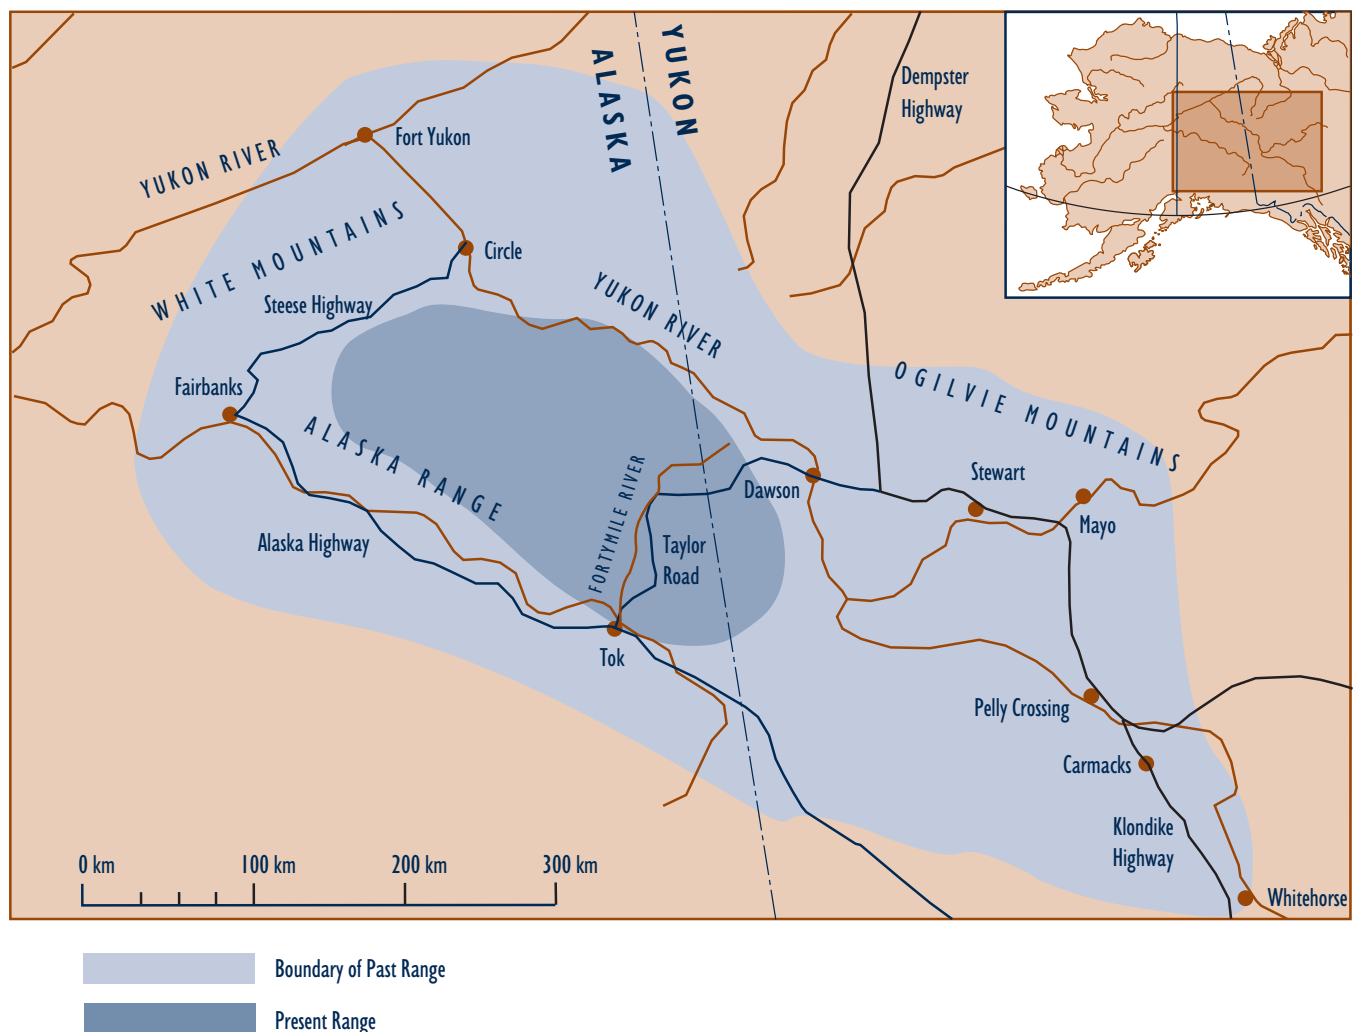 YUKON
ALASKA
Dempster
Highway
Fort Yukon
YUKON RIVER
WHITE MOUNTAINS
Circle
Steese Highway
YUKON RIVER
Fairbanks
OGILVIE MOUNTAINS
ALASKA RANGE
FORTYMILE RIVER
Stewart
Dawson
Mayo
Alaska Highway
Taylor
Road
Tok
Pelly Crossing
Carmacks
Klondike
Highway
Whitehorse
0 km
100 km
200 km
300 km
Boundary of Past Range
Present Range